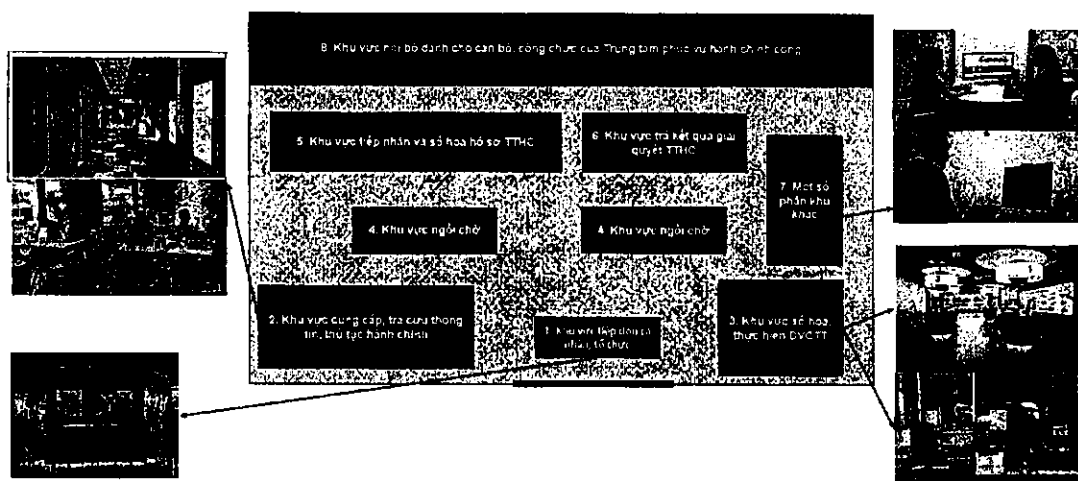 8. Khu vực nội bộ dành cho cán bộ, công chức của Trung tâm phục vụ hành chính công
5. Khu vực tiếp nhận và số hóa hồ sơ TTHC
6. Khu vực trả kết quả giải
quyết TTHC
7. Một số
phân khu
khác
4. Khu vực ngồi chờ
4. Khu vực ngồi chờ
2. Khu vực cung cấp, tra cứu thông
tin, thủ tục hành chính
1. Khu vực tiếp đón cá
nhân, tổ chức
3. Khu vực số hóa,
thực hiện DVCTT